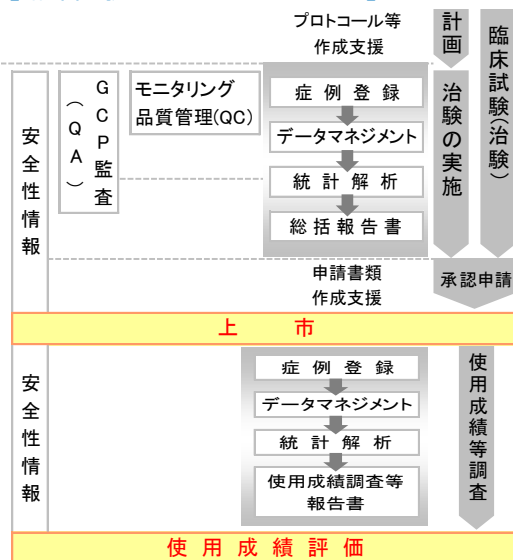 プロトコール等
作成支援
計画
臨床試験(治験)
安全性情報
GCP監査
(QA)
モニタリング
品質管理(QC)
症例登録
データマネジメント
統計解析
総括報告書
治験の実施
申請書類
作成支援
承認申請
上市
安全性情報
症例登録
データマネジメント
統計解析
使用成績調査等
報告書
使用成績等調査
使用成績評価